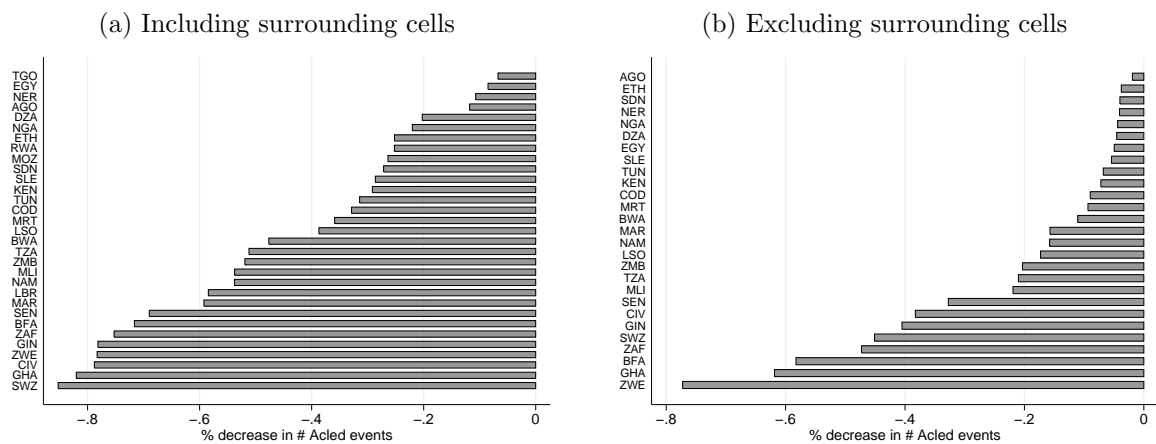 (a) Including surrounding cells
TGO
EGY
NER
AGO
DZA
NGA
ETH
RWA
MOZ
SDN
SLE
KEN
TUN
COD
MRT
LSO
BWA
TZA
ZMB
MLI
NAM
LBR
MAR
SEN
BFA
ZAF
GIN
ZWE
CIV
GHA
SWZ
−.8 −.6 −.4 −.2 0
% decrease in # Acled events
(b) Excluding surrounding cells
AGO
ETH
SDN
NER
NGA
DZA
EGY
SLE
TUN
KEN
COD
MRT
BWA
MAR
NAM
LSO
ZMB
TZA
MLI
SEN
CIV
GIN
SWZ
ZAF
BFA
GHA
ZWE
−.8 −.6 −.4 −.2 0
% decrease in # Acled events